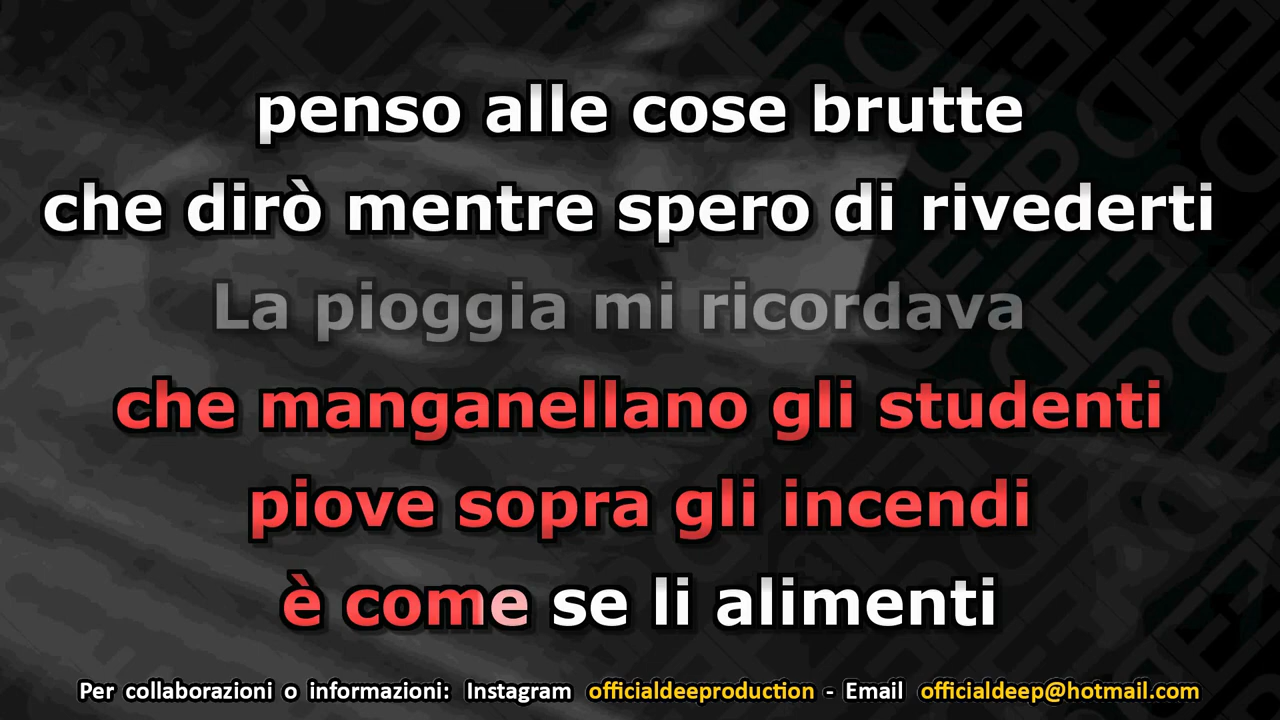 penso alle cose brutte
che dirò mentre spero di rivederti
La pioggia mi ricordava
che manganellano gli studenti
piove sopra gli incendi
è come se li alimenti
Per collaborazioni o informazioni: Instagram officialdeeproduction - Email officialdeep@hotmail.com